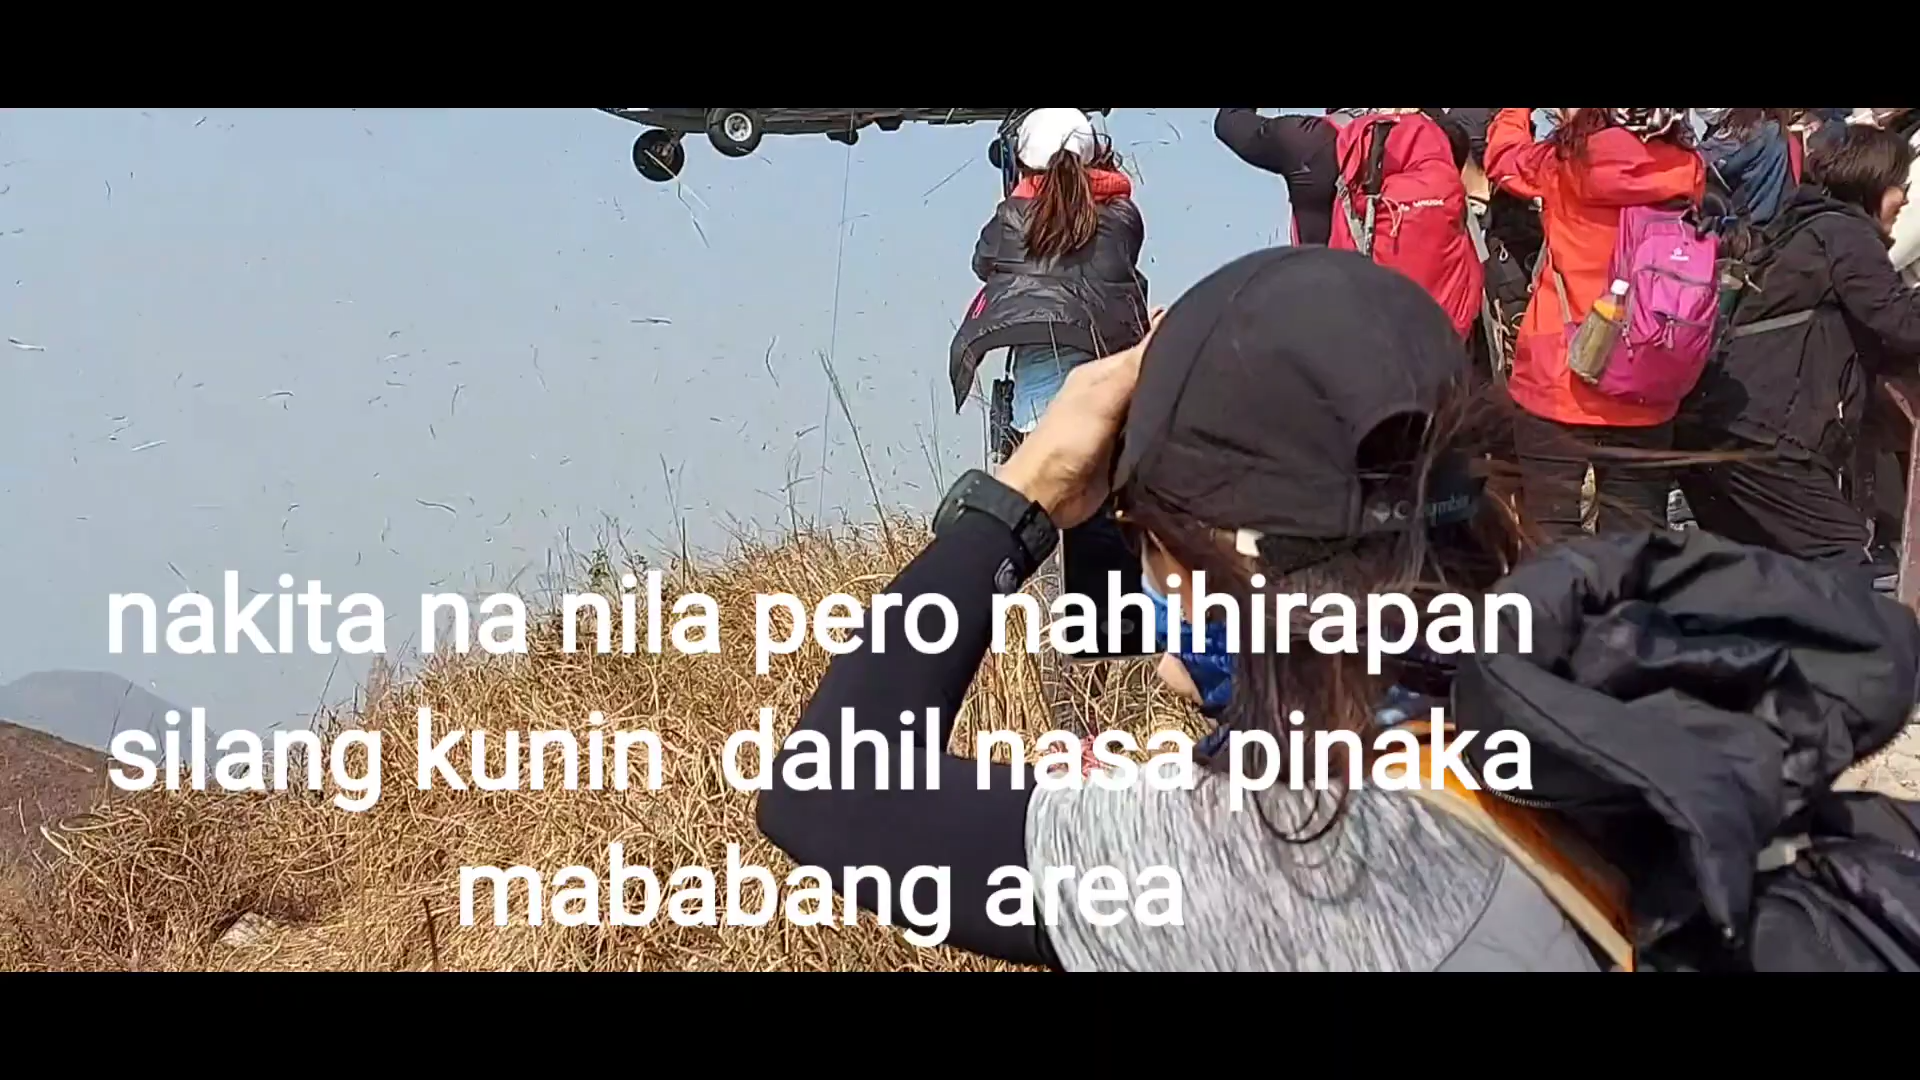 nakita na nila pero nahihirapan
silang kunin dahil nasa pinaka
mababang area